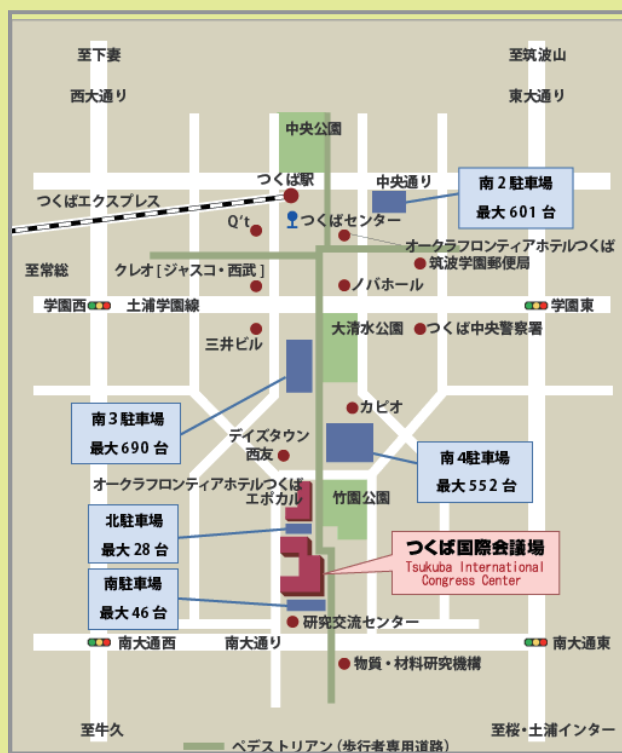 至下妻
至筑波山
西大通り
東大通り
中央公園
つくば駅
中央通り
南2駐車場
最大601台
つくばエクスプレス
Q't
つくばセンター
オークラフロンティアホテルつくば
至常総
クレオ[ジャスコ・西武]
筑波学園郵便局
ノバホール
学園西
土浦学園線
学園東
三井ビル
大清水公園
つくば中央警察署
南3駐車場
最大690台
カピオ
デイズタウン
西友
南4駐車場
最大552台
オークラフロンティアホテルつくば
エポカル
竹園公園
北駐車場
最大28台
つくば国際会議場
Tsukuba International
Congress Center
南駐車場
最大46台
研究交流センター
南大通西
南大通り
南大通東
物質・材料研究機構
至牛久
至桜・土浦インター
ペデストリアン(歩行者専用道路)